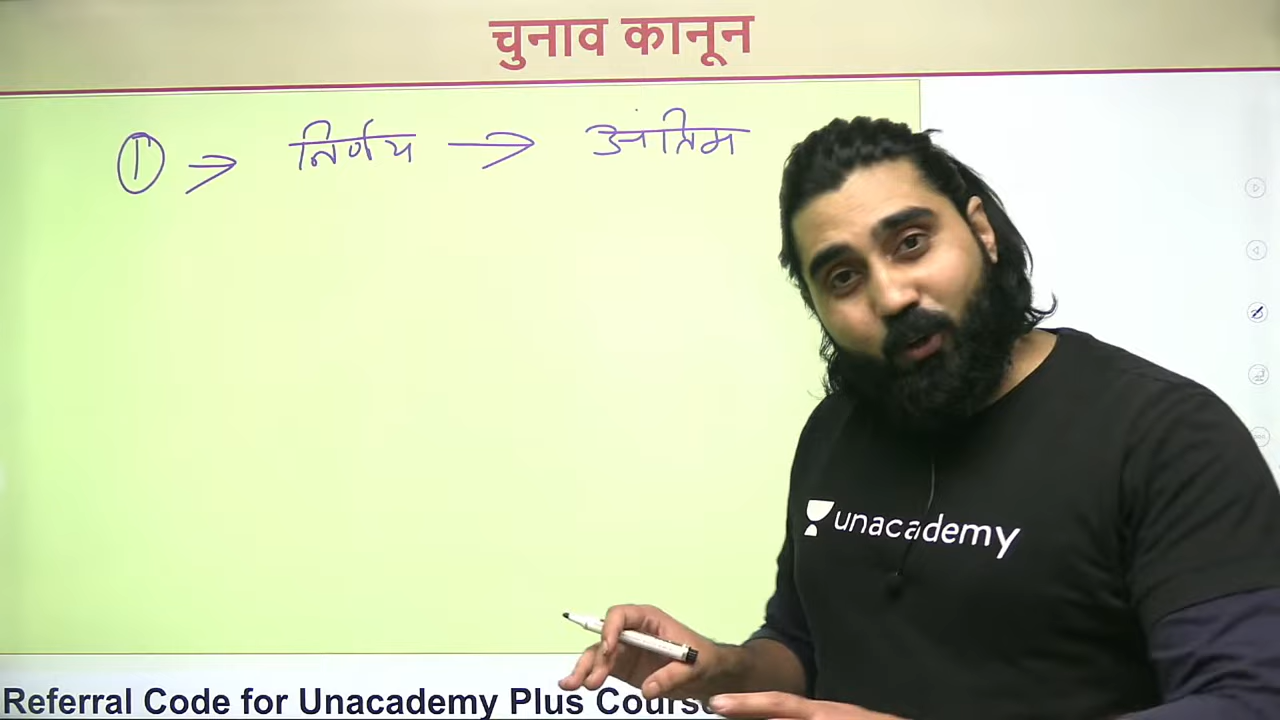 चुनाव कानून
① → निर्णय → अंतिम
unacademy
Referral Code for Unacademy Plus Course